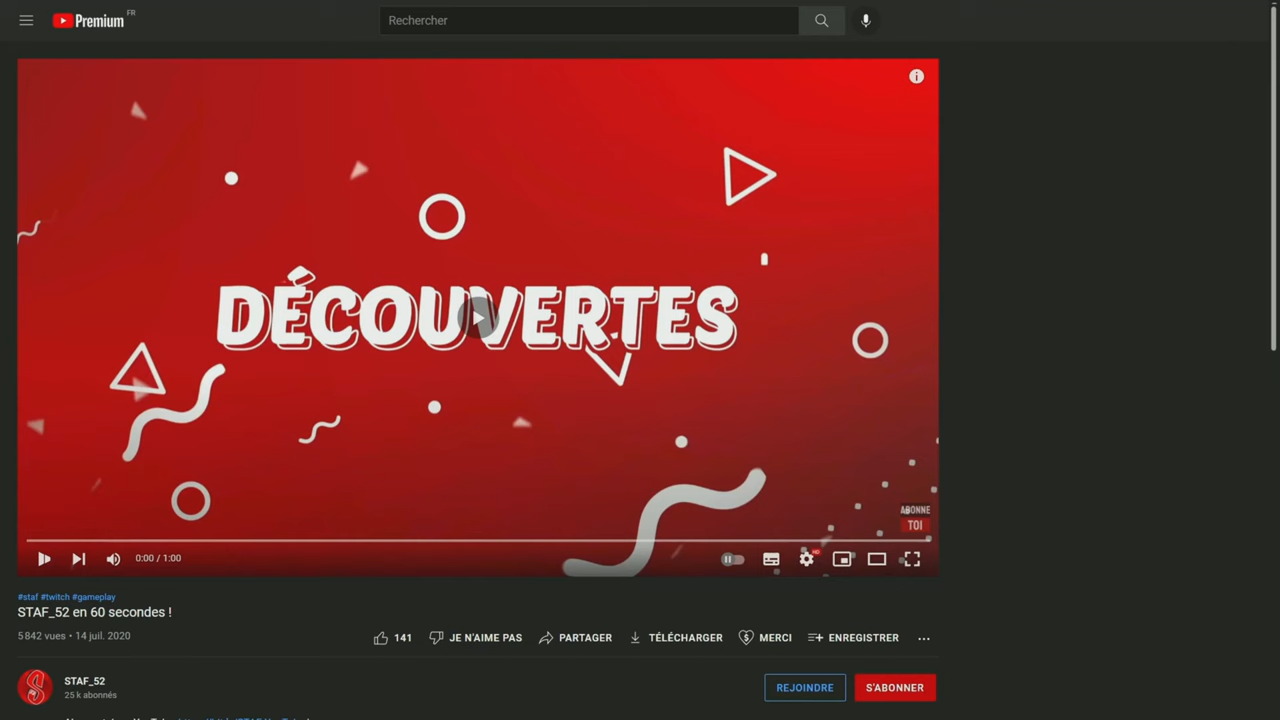 Premium FR
Rechercher
DÉCOUVERTES
ABONNE
TOI
0:00 / 1:00
#staf #twitch #gameplay
STAF_52 en 60 secondes !
5 842 vues • 14 juil. 2020
141
JE N'AIME PAS
PARTAGER
TÉLÉCHARGER
MERCI
ENREGISTRER
STAF_52
25 k abonnés
REJOINDRE
S'ABONNER